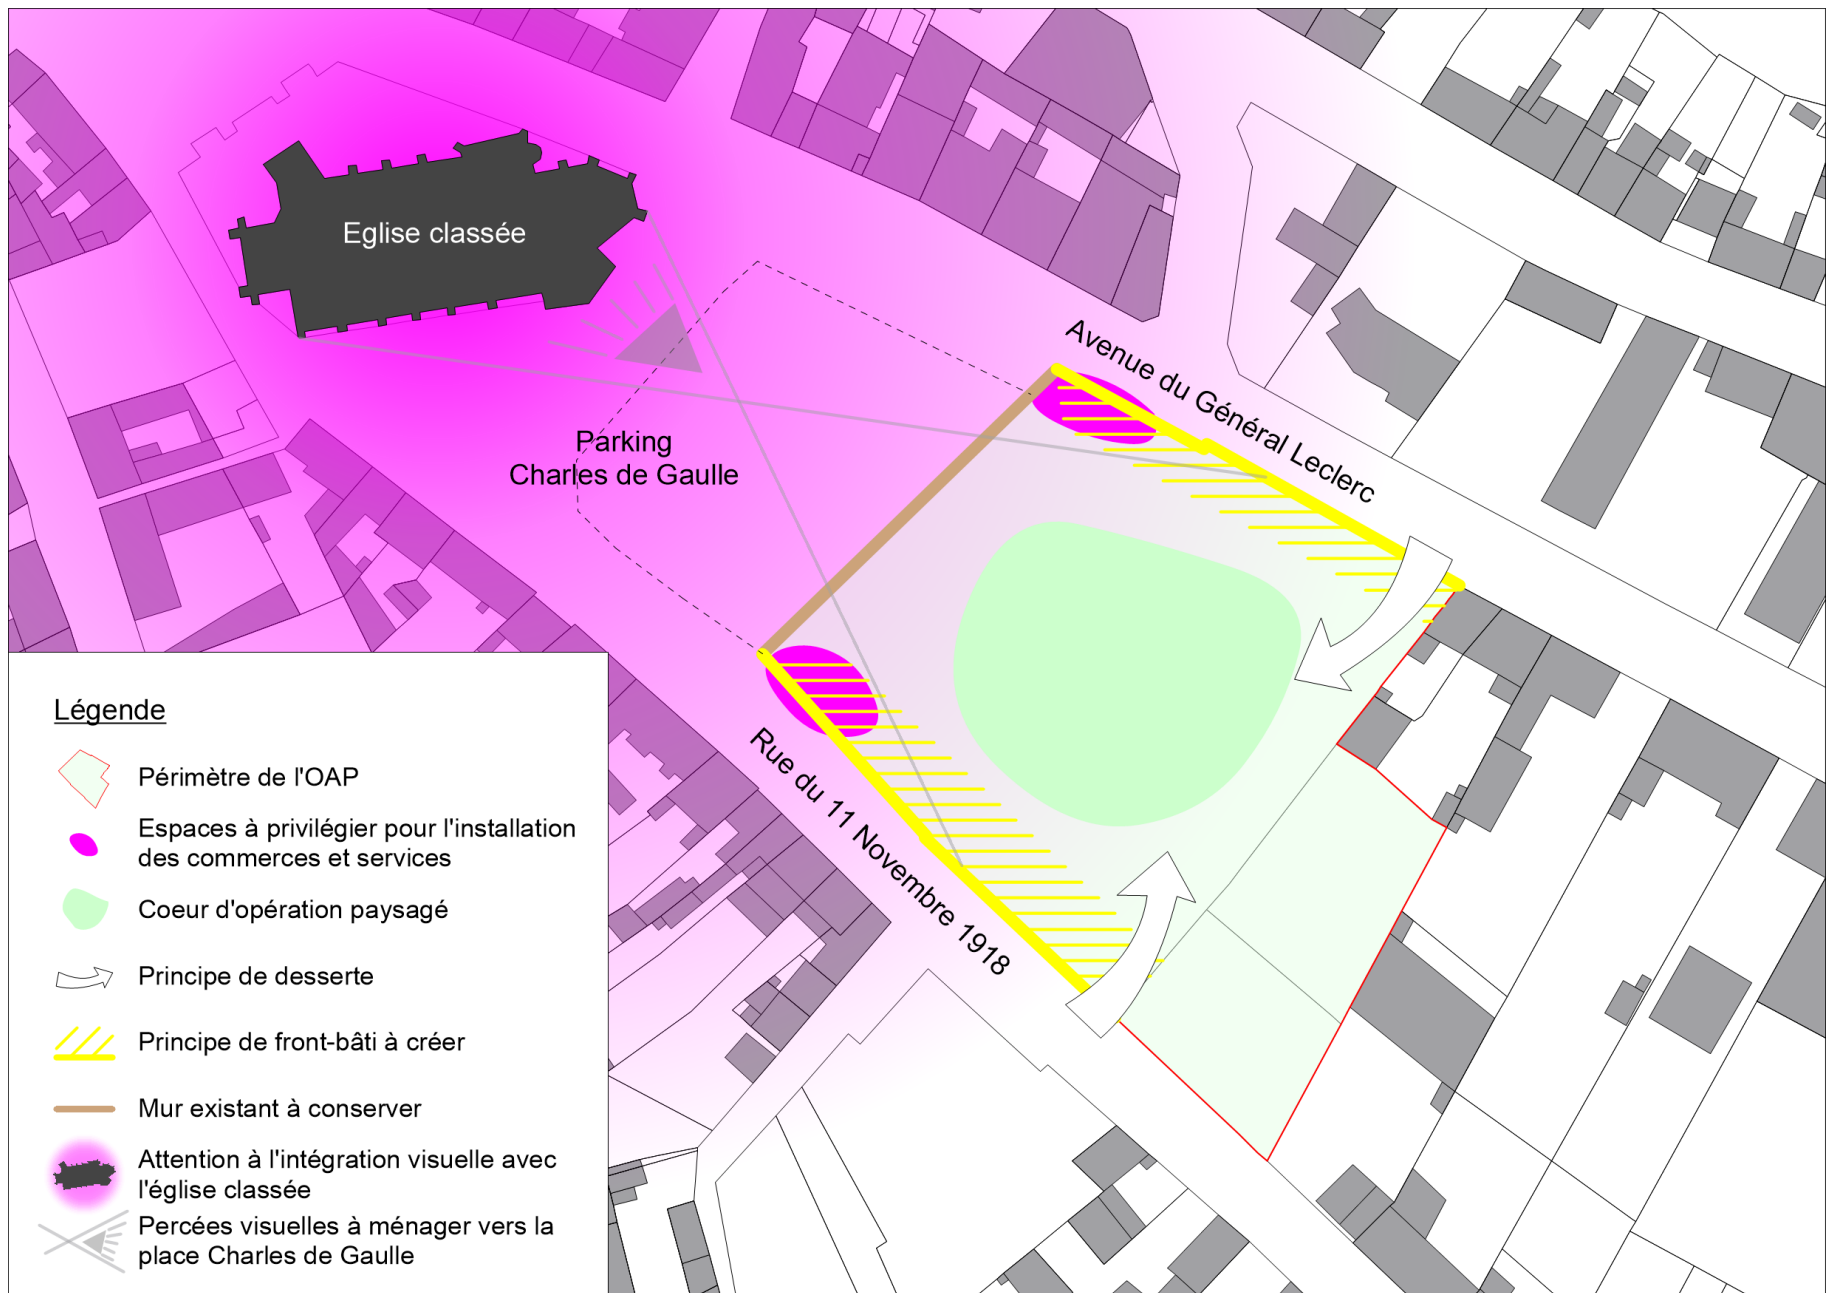 Eglise classée
Avenue du Général Leclerc
Parking
Charles de Gaulle
Rue du 11 Novembre 1918
Légende
Périmètre de l'OAP
Espaces à privilégier pour l'installation
des commerces et services
Coeur d'opération paysagé
Principe de desserte
Principe de front-bâti à créer
Mur existant à conserver
Attention à l'intégration visuelle avec
l'église classée
Percées visuelles à ménager vers la
place Charles de Gaulle